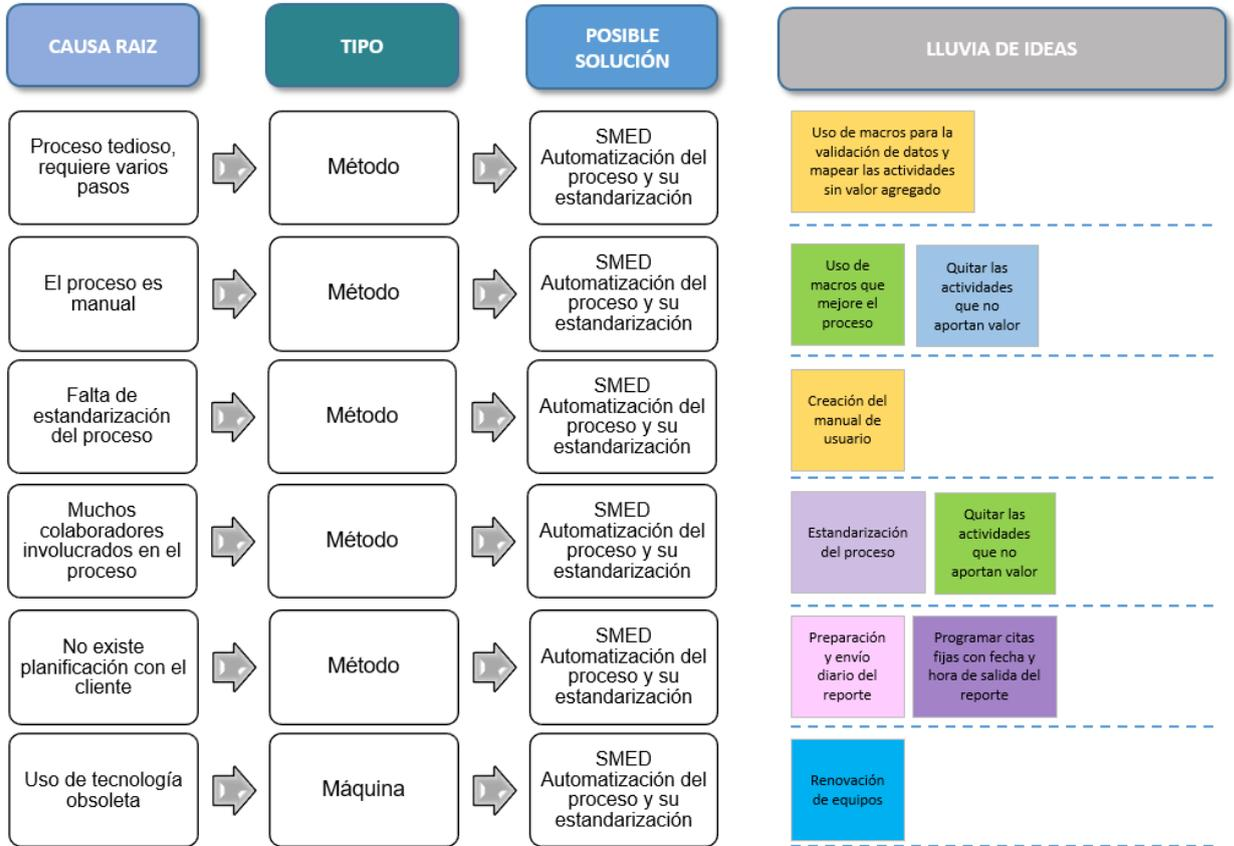 CAUSA RAIZ
TIPO
POSIBLE
SOLUCIÓN
LLUVIA DE IDEAS
Proceso tedioso,
requiere varios
pasos
Método
SMED
Automatización del
proceso y su
estandarización
Uso de macros para la
validación de datos y
mapear las actividades
sin valor agregado
El proceso es
manual
Método
SMED
Automatización del
proceso y su
estandarización
Uso de
macros que
mejore el
proceso
Quitar las
actividades
que no
aportan valor
Falta de
estandarización
del proceso
Método
SMED
Automatización del
proceso y su
estandarización
Creación del
manual de
usuario
Muchos
colaboradores
involucrados en el
proceso
Método
SMED
Automatización del
proceso y su
estandarización
Estandarización
del proceso
Quitar las
actividades
que no
aportan valor
No existe
planificación con el
cliente
Método
SMED
Automatización del
proceso y su
estandarización
Preparación
y envío
diario del
reporte
Programar citas
fijas con fecha y
hora de salida del
reporte
Uso de tecnología
obsoleta
Máquina
SMED
Automatización del
proceso y su
estandarización
Renovación
de equipos